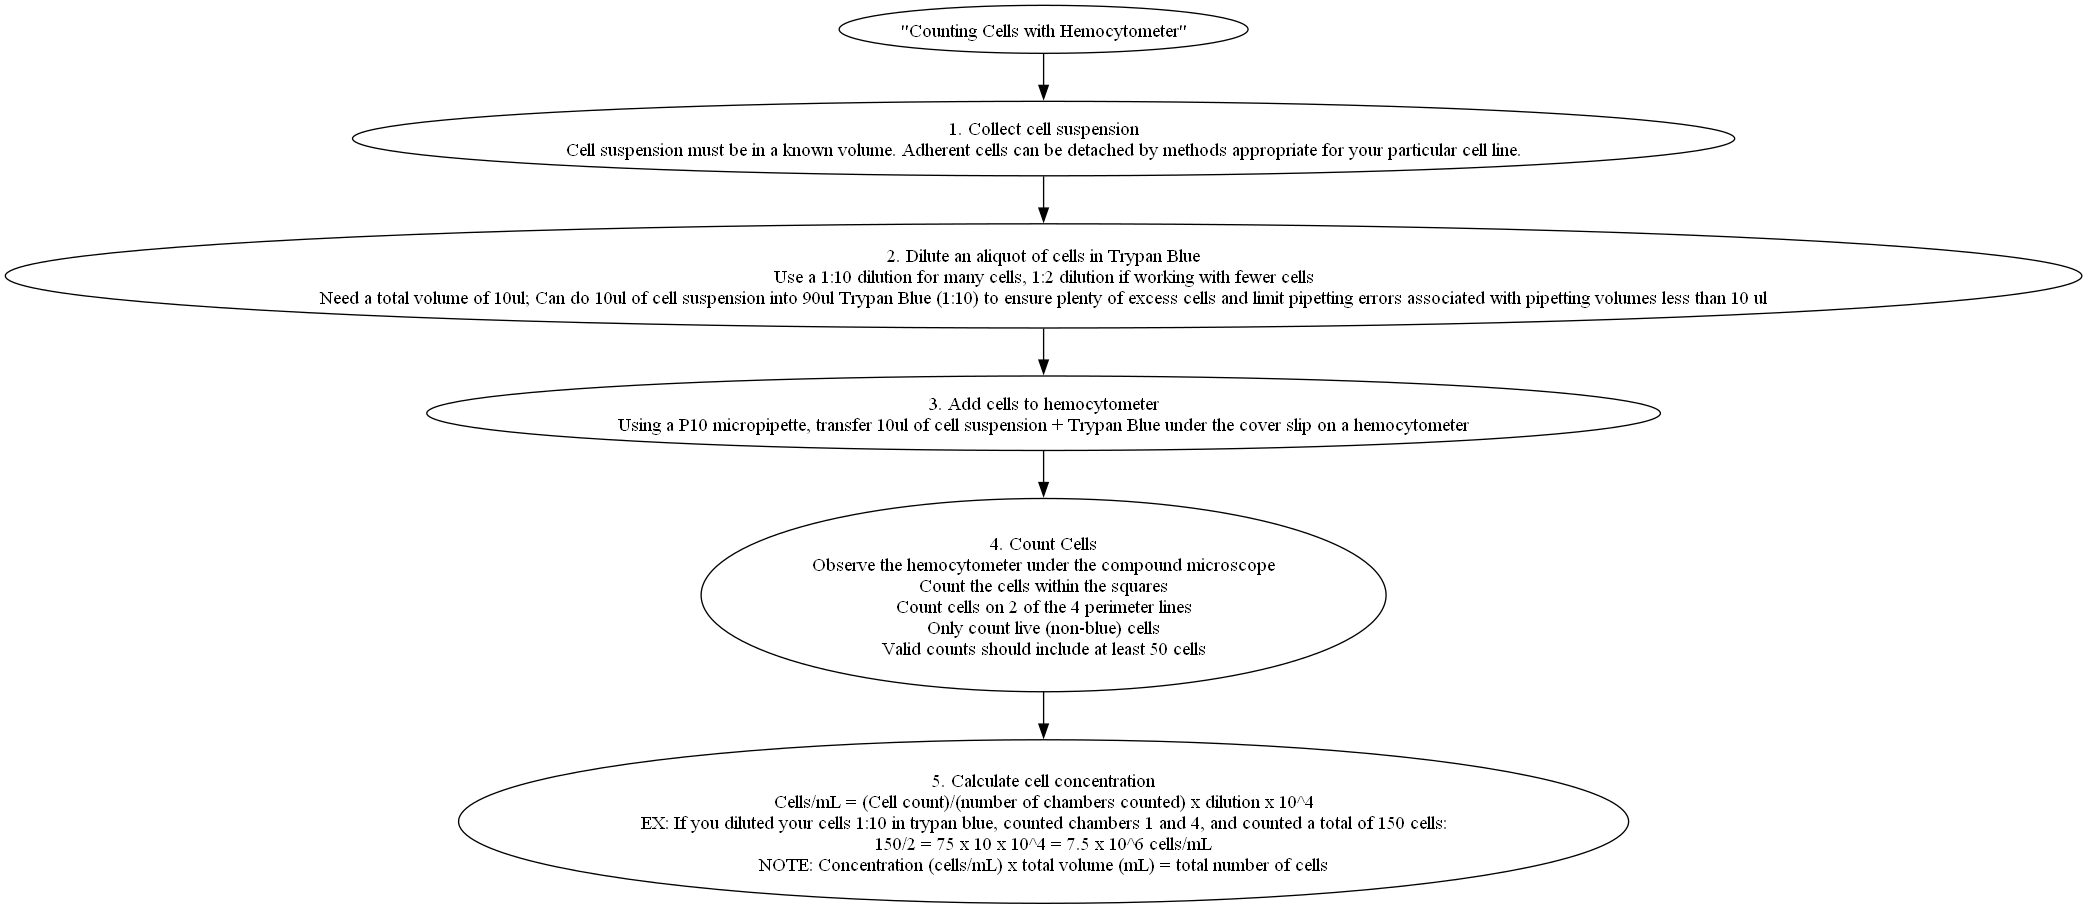 "Counting Cells with Hemocytometer"
1. Collect cell suspension
Cell suspension must be in a known volume. Adherent cells can be detached by methods appropriate for your particular cell line.
2. Dilute an aliquot of cells in Trypan Blue
Use a 1:10 dilution for many cells, 1:2 dilution if working with fewer cells
Need a total volume of 10ul; Can do 10ul of cell suspension into 90ul Trypan Blue (1:10) to ensure plenty of excess cells and limit pipetting errors associated with pipetting volumes less than 10 ul
3. Add cells to hemocytometer
Using a P10 micropipette, transfer 10ul of cell suspension + Trypan Blue under the cover slip on a hemocytometer
4. Count Cells
Observe the hemocytometer under the compound microscope
Count the cells within the squares
Count cells on 2 of the 4 perimeter lines
Only count live (non-blue) cells
Valid counts should include at least 50 cells
5. Calculate cell concentration
Cells/mL = (Cell count)/(number of chambers counted) x dilution x 10^4
EX: If you diluted your cells 1:10 in trypan blue, counted chambers 1 and 4, and counted a total of 150 cells:
150/2 = 75 x 10 x 10^4 = 7.5 x 10^6 cells/mL
NOTE: Concentration (cells/mL) x total volume (mL) = total number of cells